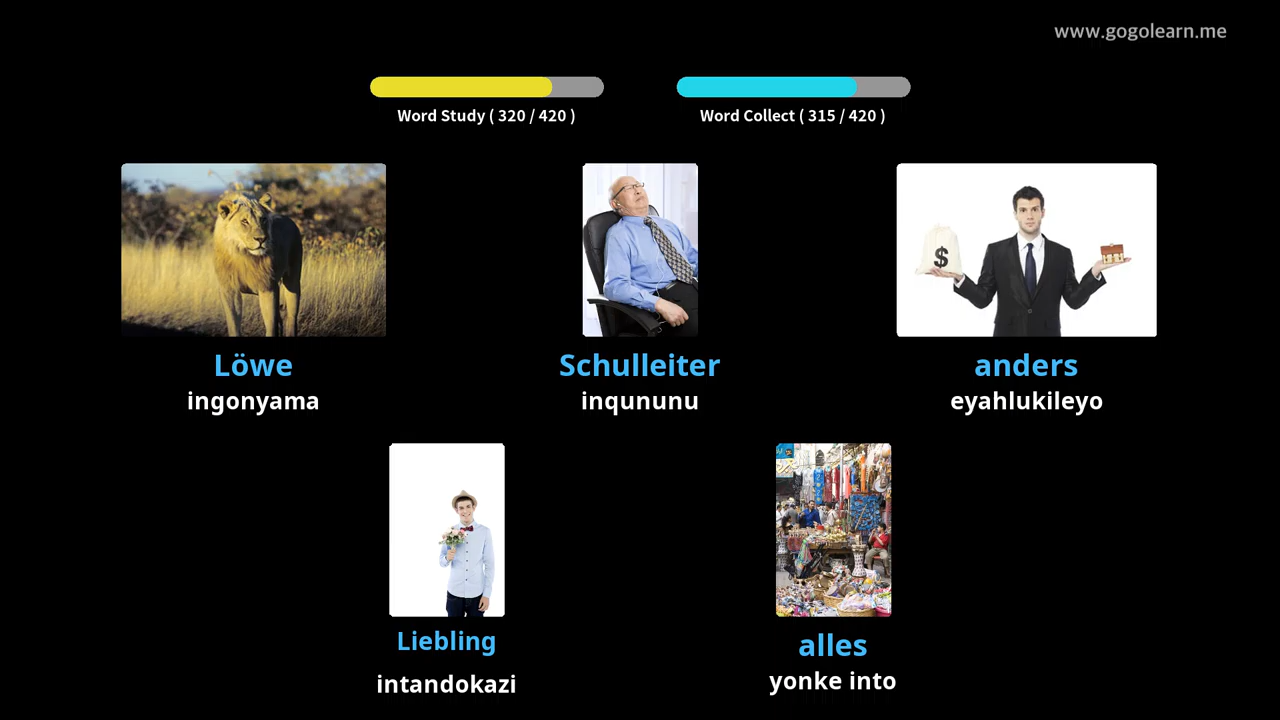 www.gogolearn.me
Word Study ( 320 / 420 )
Word Collect ( 315 / 420 )
$
Löwe
ingonyama
Schulleiter
inqununu
anders
eyahlukileyo
Liebling
intandokazi
alles
yonke into